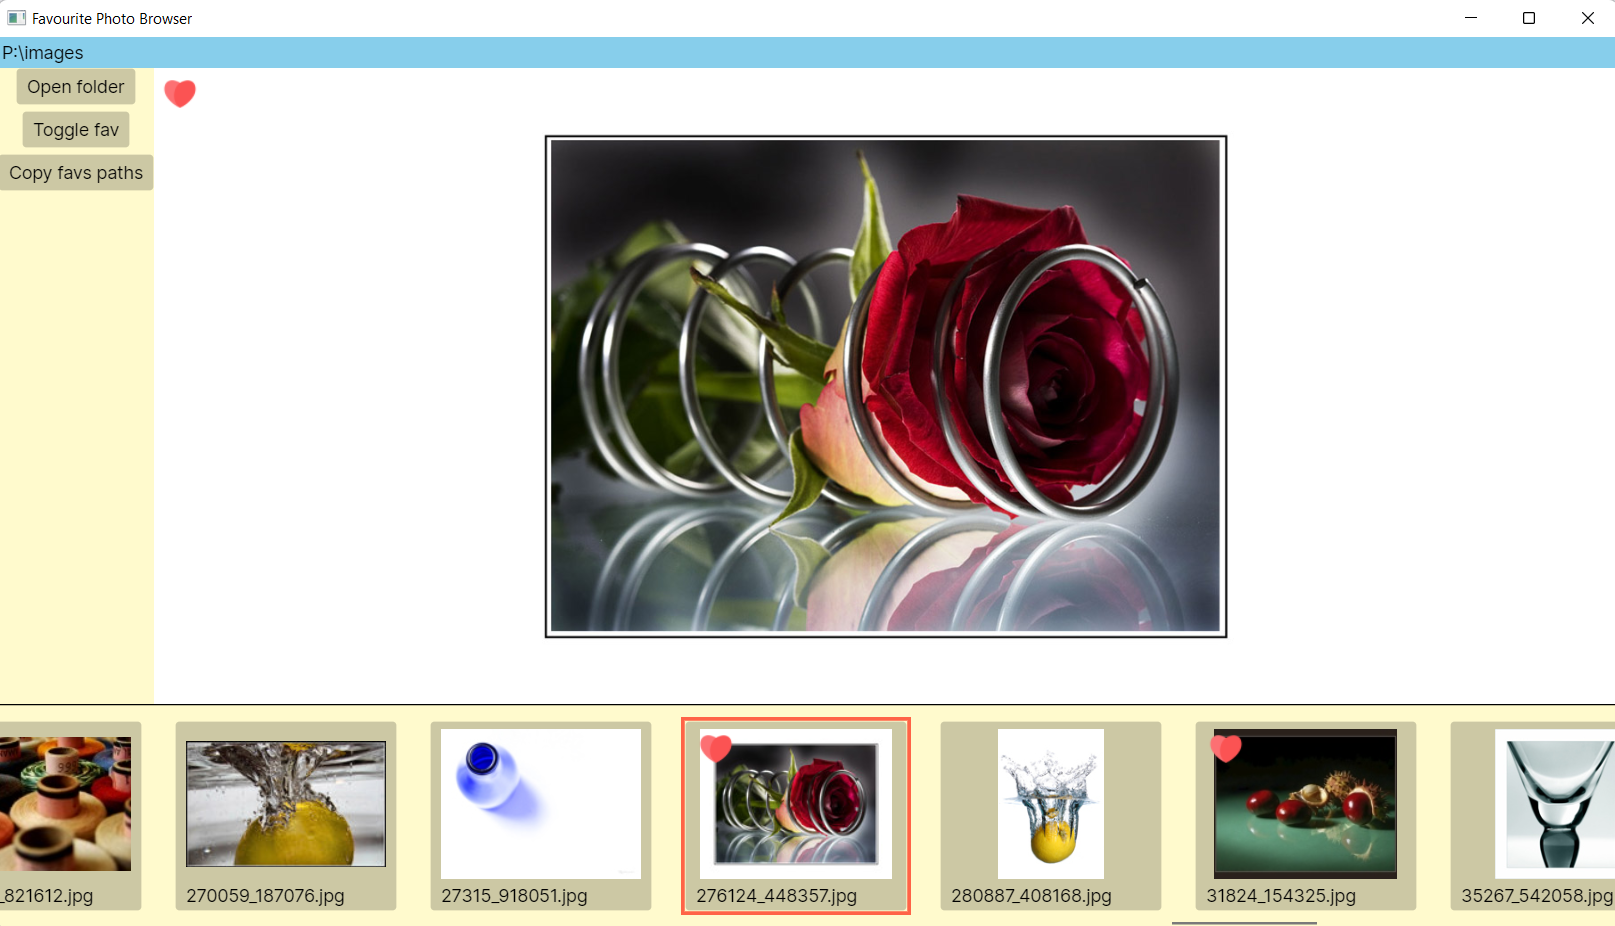 Favourite Photo Browser
P:\images
Open folder
Toggle fav
Copy favs paths
_821612.jpg
270059_187076.jpg
27315_918051.jpg
276124_448357.jpg
280887_408168.jpg
31824_154325.jpg
35267_542058.jpg